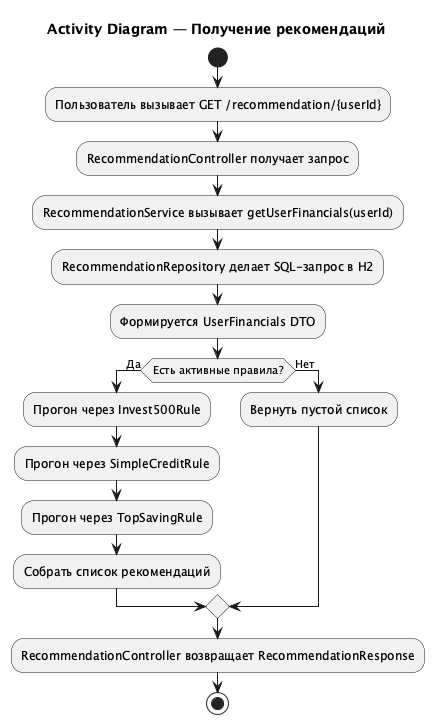 Activity Diagram — Получение рекомендаций
Пользователь вызывает GET /recommendation/{userId}
RecommendationController получает запрос
RecommendationService вызывает getUserFinancials(userId)
RecommendationRepository делает SQL-запрос в H2
Формируется UserFinancials DTO
Да
Есть активные правила?
Нет
Прогон через Invest500Rule
Вернуть пустой список
Прогон через SimpleCreditRule
Прогон через TopSavingRule
Собрать список рекомендаций
RecommendationController возвращает RecommendationResponse